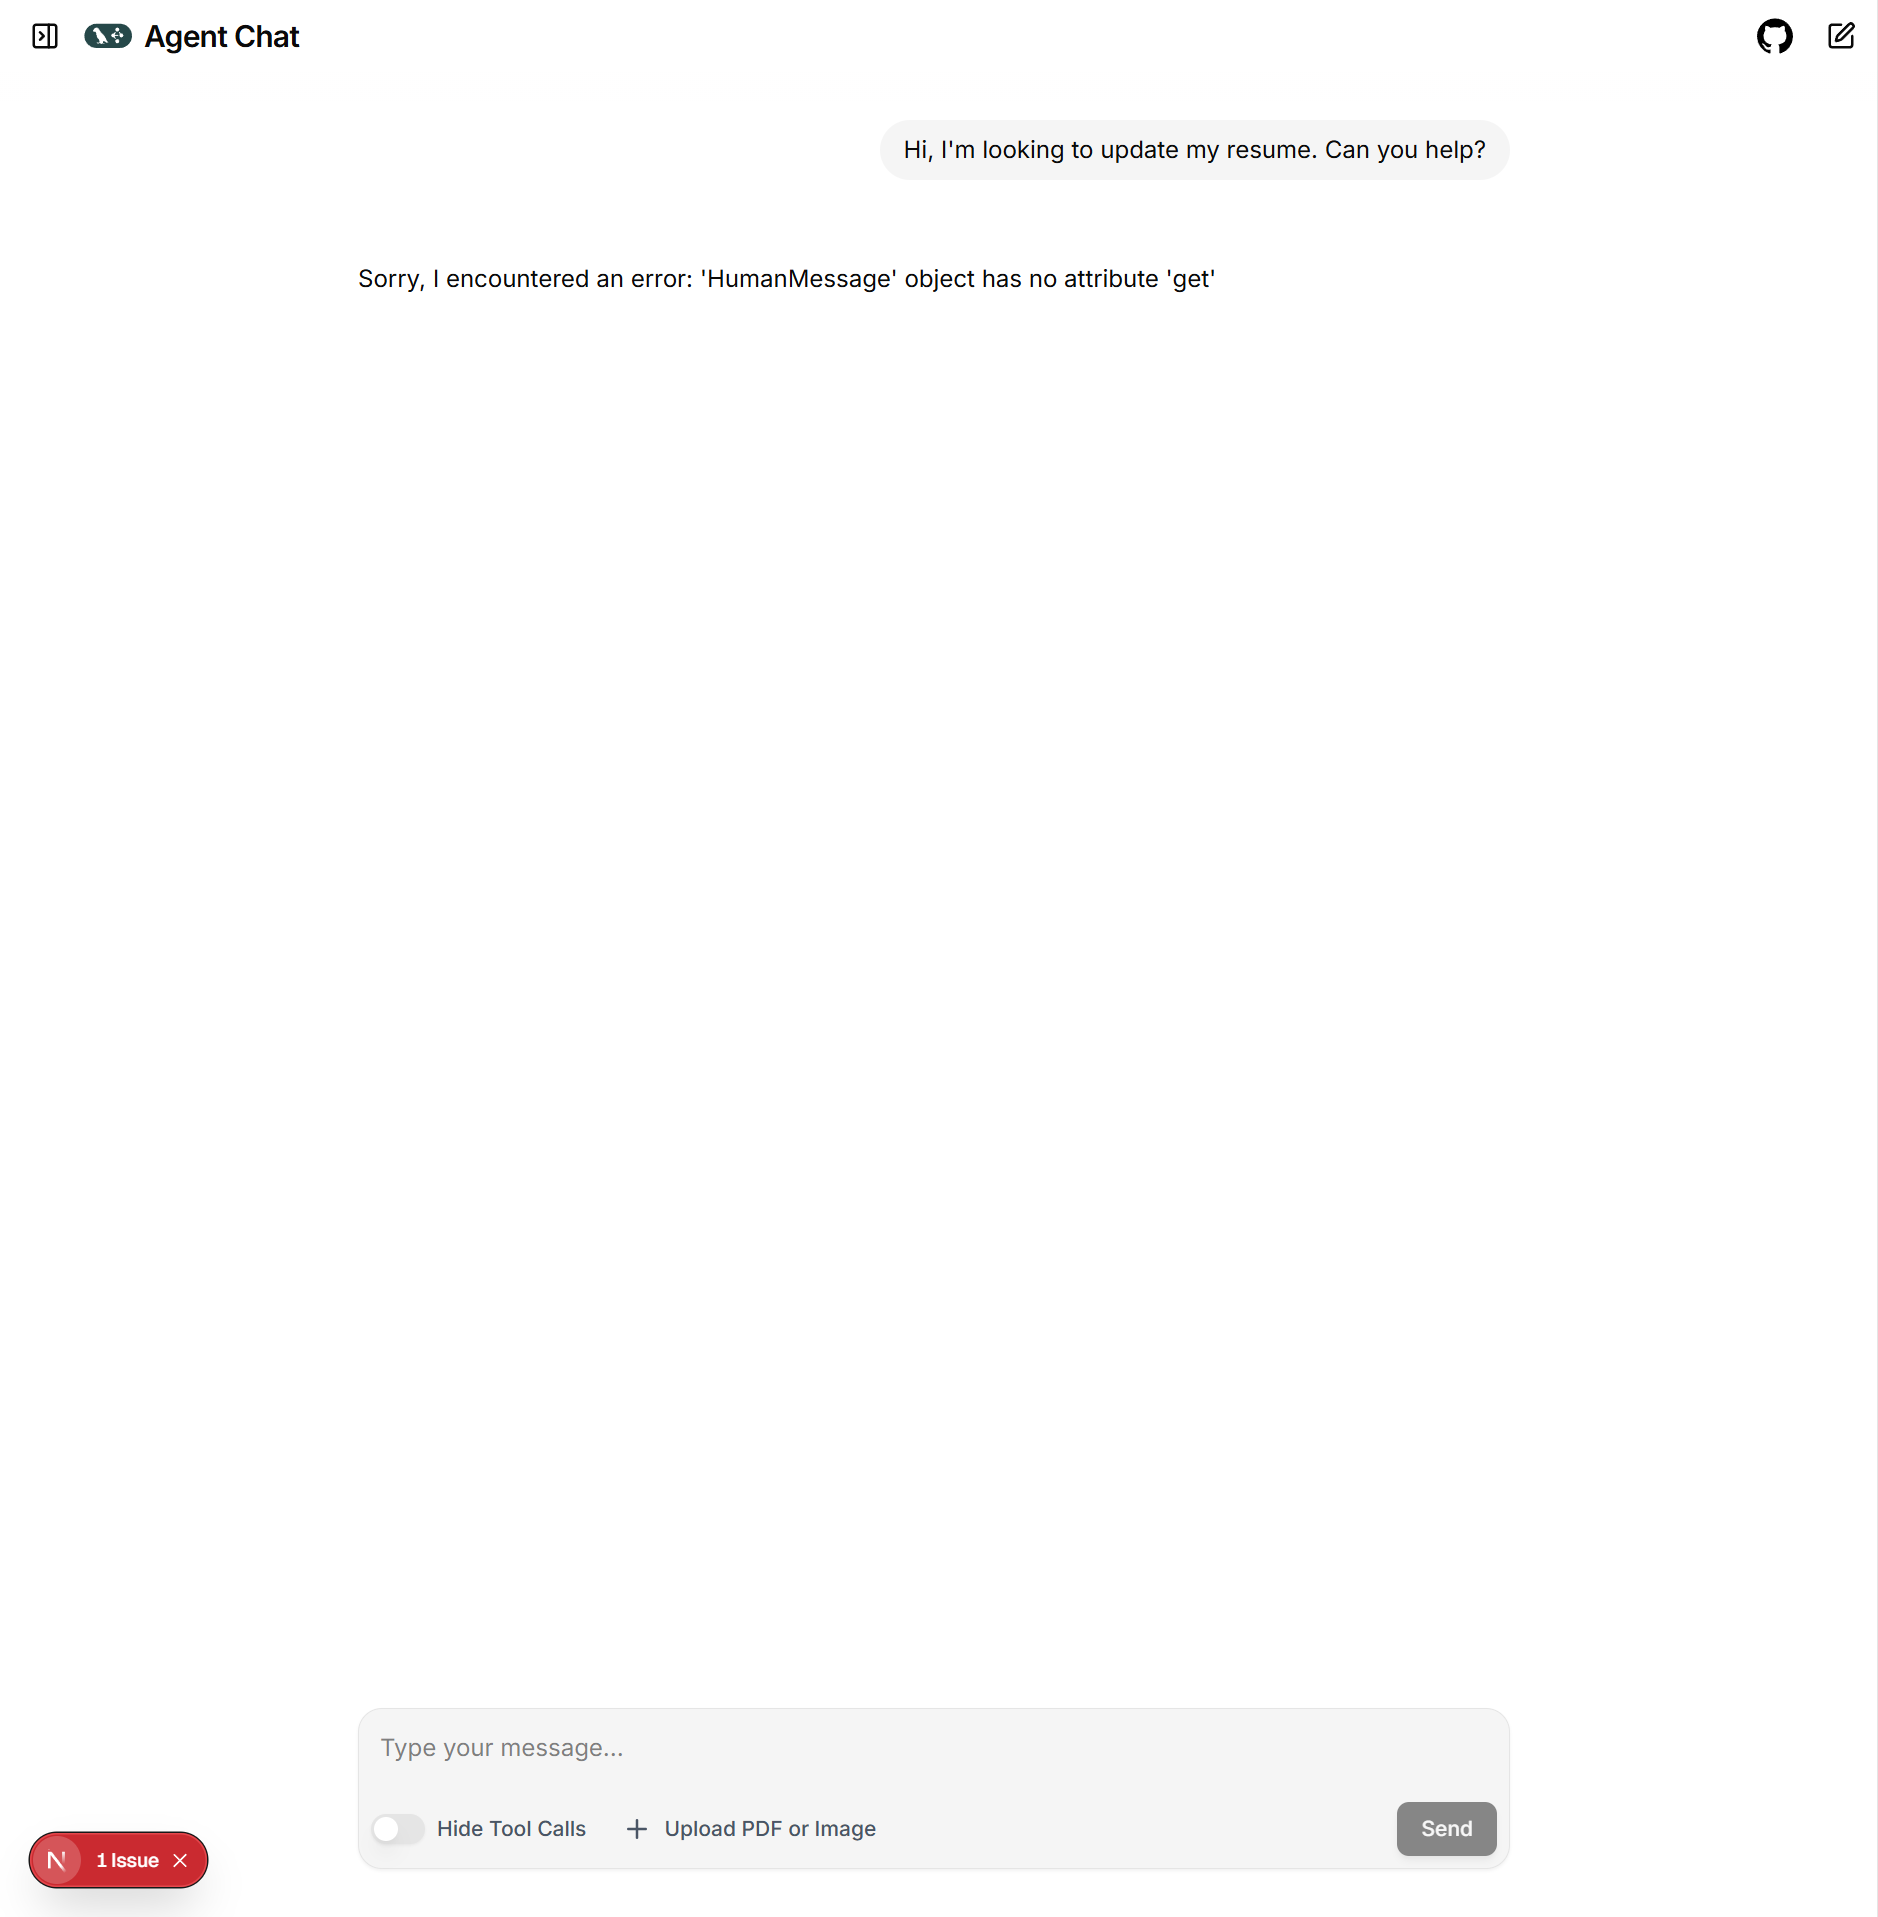 Agent Chat
Hi, I'm looking to update my resume. Can you help?
Sorry, I encountered an error: 'HumanMessage' object has no attribute 'get'
Type your message...
Hide Tool Calls
Upload PDF or Image
Send
N
1 Issue